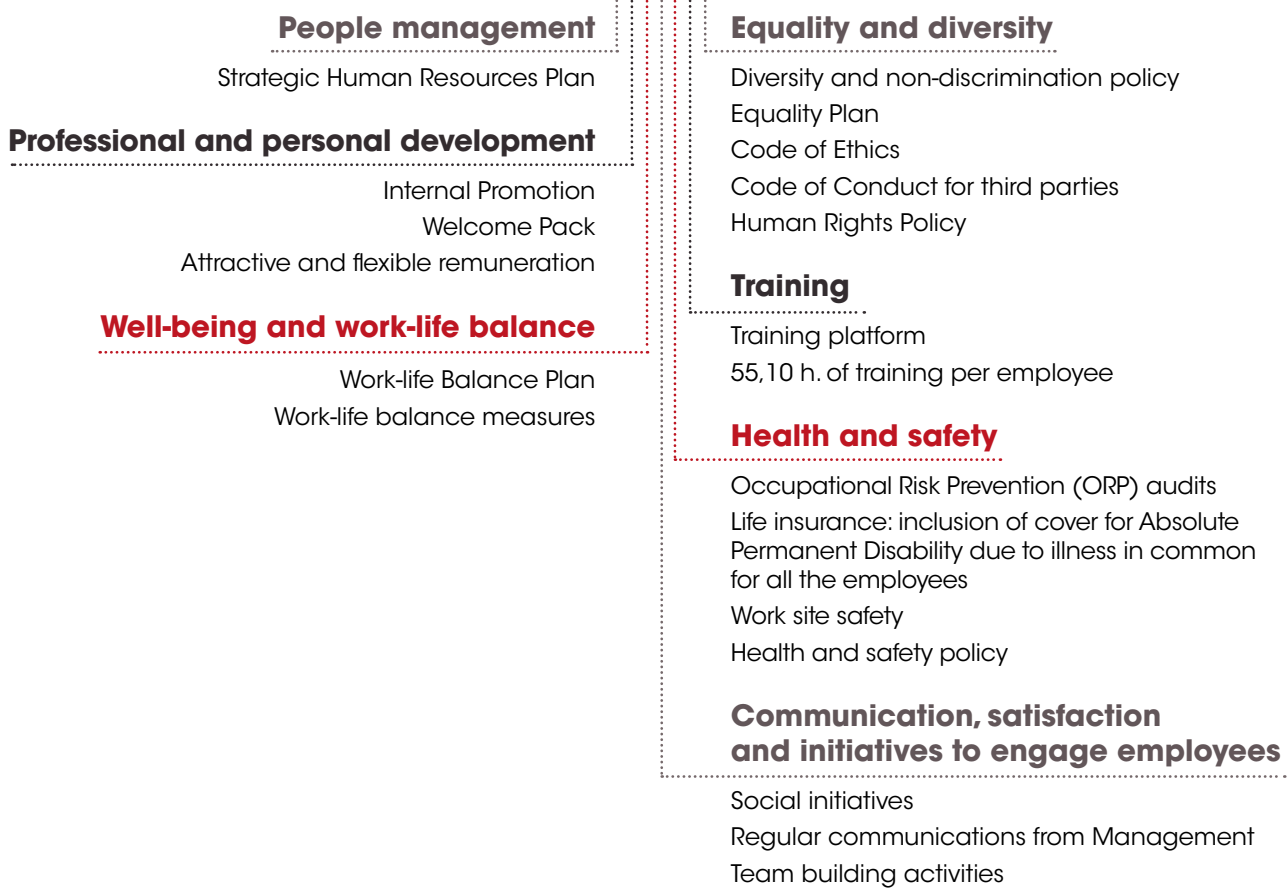 People management
Strategic Human Resources Plan
Professional and personal development
Internal Promotion
Welcome Pack
Attractive and flexible remuneration
Well-being and work-life balance
Work-life Balance Plan
Work-life balance measures
Equality and diversity
Diversity and non-discrimination policy
Equality Plan
Code of Ethics
Code of Conduct for third parties
Human Rights Policy
Training
Training platform
55,10 h. of training per employee
Health and safety
Occupational Risk Prevention (ORP) audits
Life insurance: inclusion of cover for Absolute
Permanent Disability due to illness in common
for all the employees
Work site safety
Health and safety policy
Communication, satisfaction
and initiatives to engage employees
Social initiatives
Regular communications from Management
Team building activities